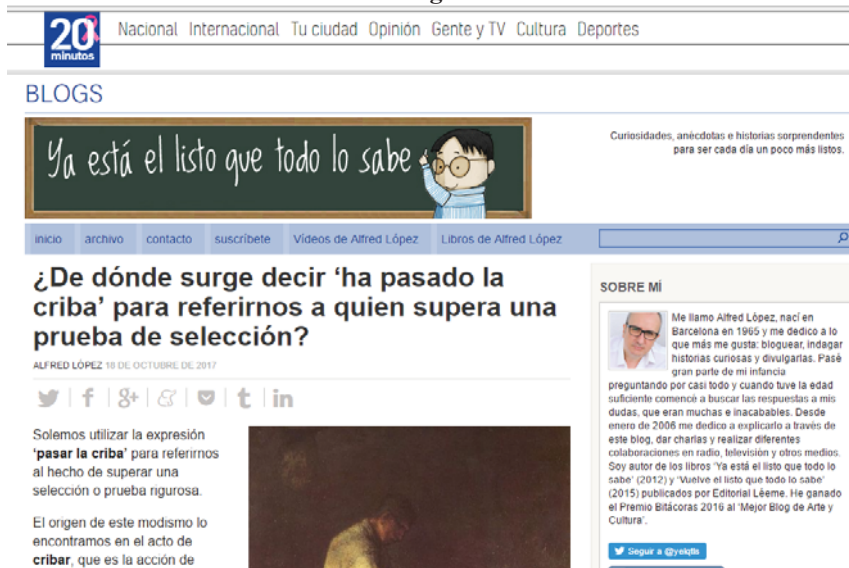 20
minutos
Nacional Internacional Tu ciudad Opinión Gente y TV Cultura Deportes
BLOGS
Ya está el listo que todo lo sabe
Curiosidades, anécdotas e historias sorprendentes
para ser cada día un poco más listos.
inicio archivo contacto suscríbete Vídeos de Alfred López Libros de Alfred López
¿De dónde surge decir ‘ha pasado la
criba’ para referirnos a quien supera una
prueba de selección?
ALFRED LÓPEZ 18 DE OCTUBRE DE 2017
Solemos utilizar la expresión
‘pasar la criba’ para referirnos
al hecho de superar una
selección o prueba rigurosa.
El origen de este modismo lo
encontramos en el acto de
cribar, que es la acción de
SOBRE MÍ
Me llamo Alfred López, nací en
Barcelona en 1965 y me dedico a lo
que más me gusta: bloguear, indagar
historias curiosas y divulgarlas. Pasé
gran parte de mi infancia
preguntando por casi todo y cuando tuve la edad
suficiente comencé a buscar las respuestas a mis
dudas, que eran muchas e inacabables. Desde
enero de 2006 me dedico a explicarlo a través de
este blog, dar charlas y realizar diferentes
colaboraciones en radio, televisión y otros medios.
Soy autor de los libros 'Ya está el listo que todo lo
sabe' (2012) y 'Vuelve el listo que todo lo sabe'
(2015) publicados por Editorial Léeme. He ganado
el Premio Bitácoras 2016 al 'Mejor Blog de Arte y
Cultura'.
Seguir a @yelqtls